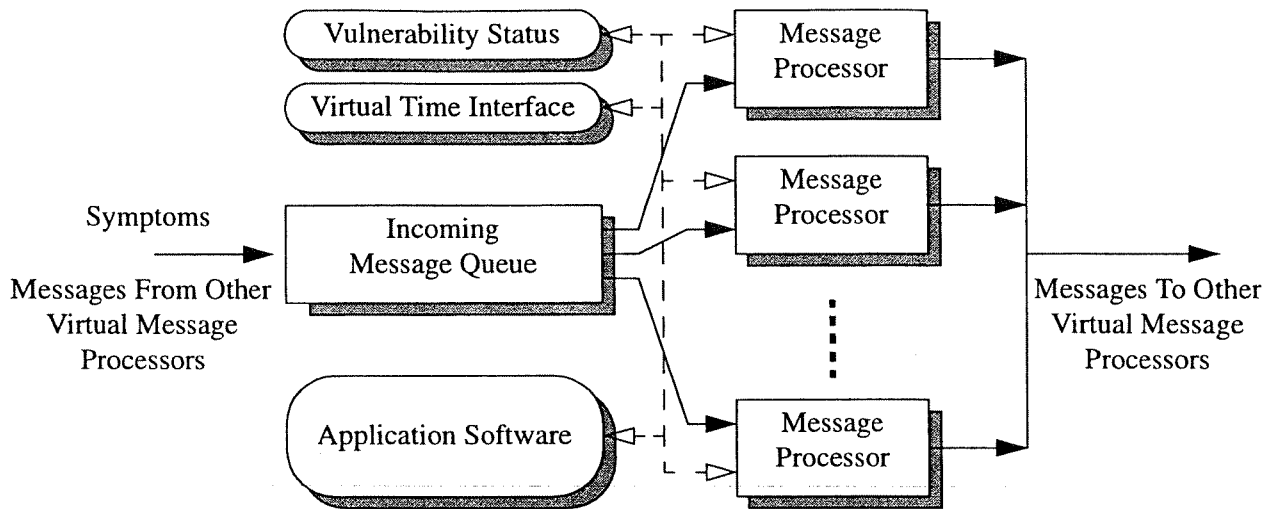 Vulnerability Status
Virtual Time Interface
Symptoms
Messages From Other
Virtual Message
Processors
Incoming
Message Queue
Application Software
Message
Processor
Message
Processor
Message
Processor
Messages To Other
Virtual Message
Processors